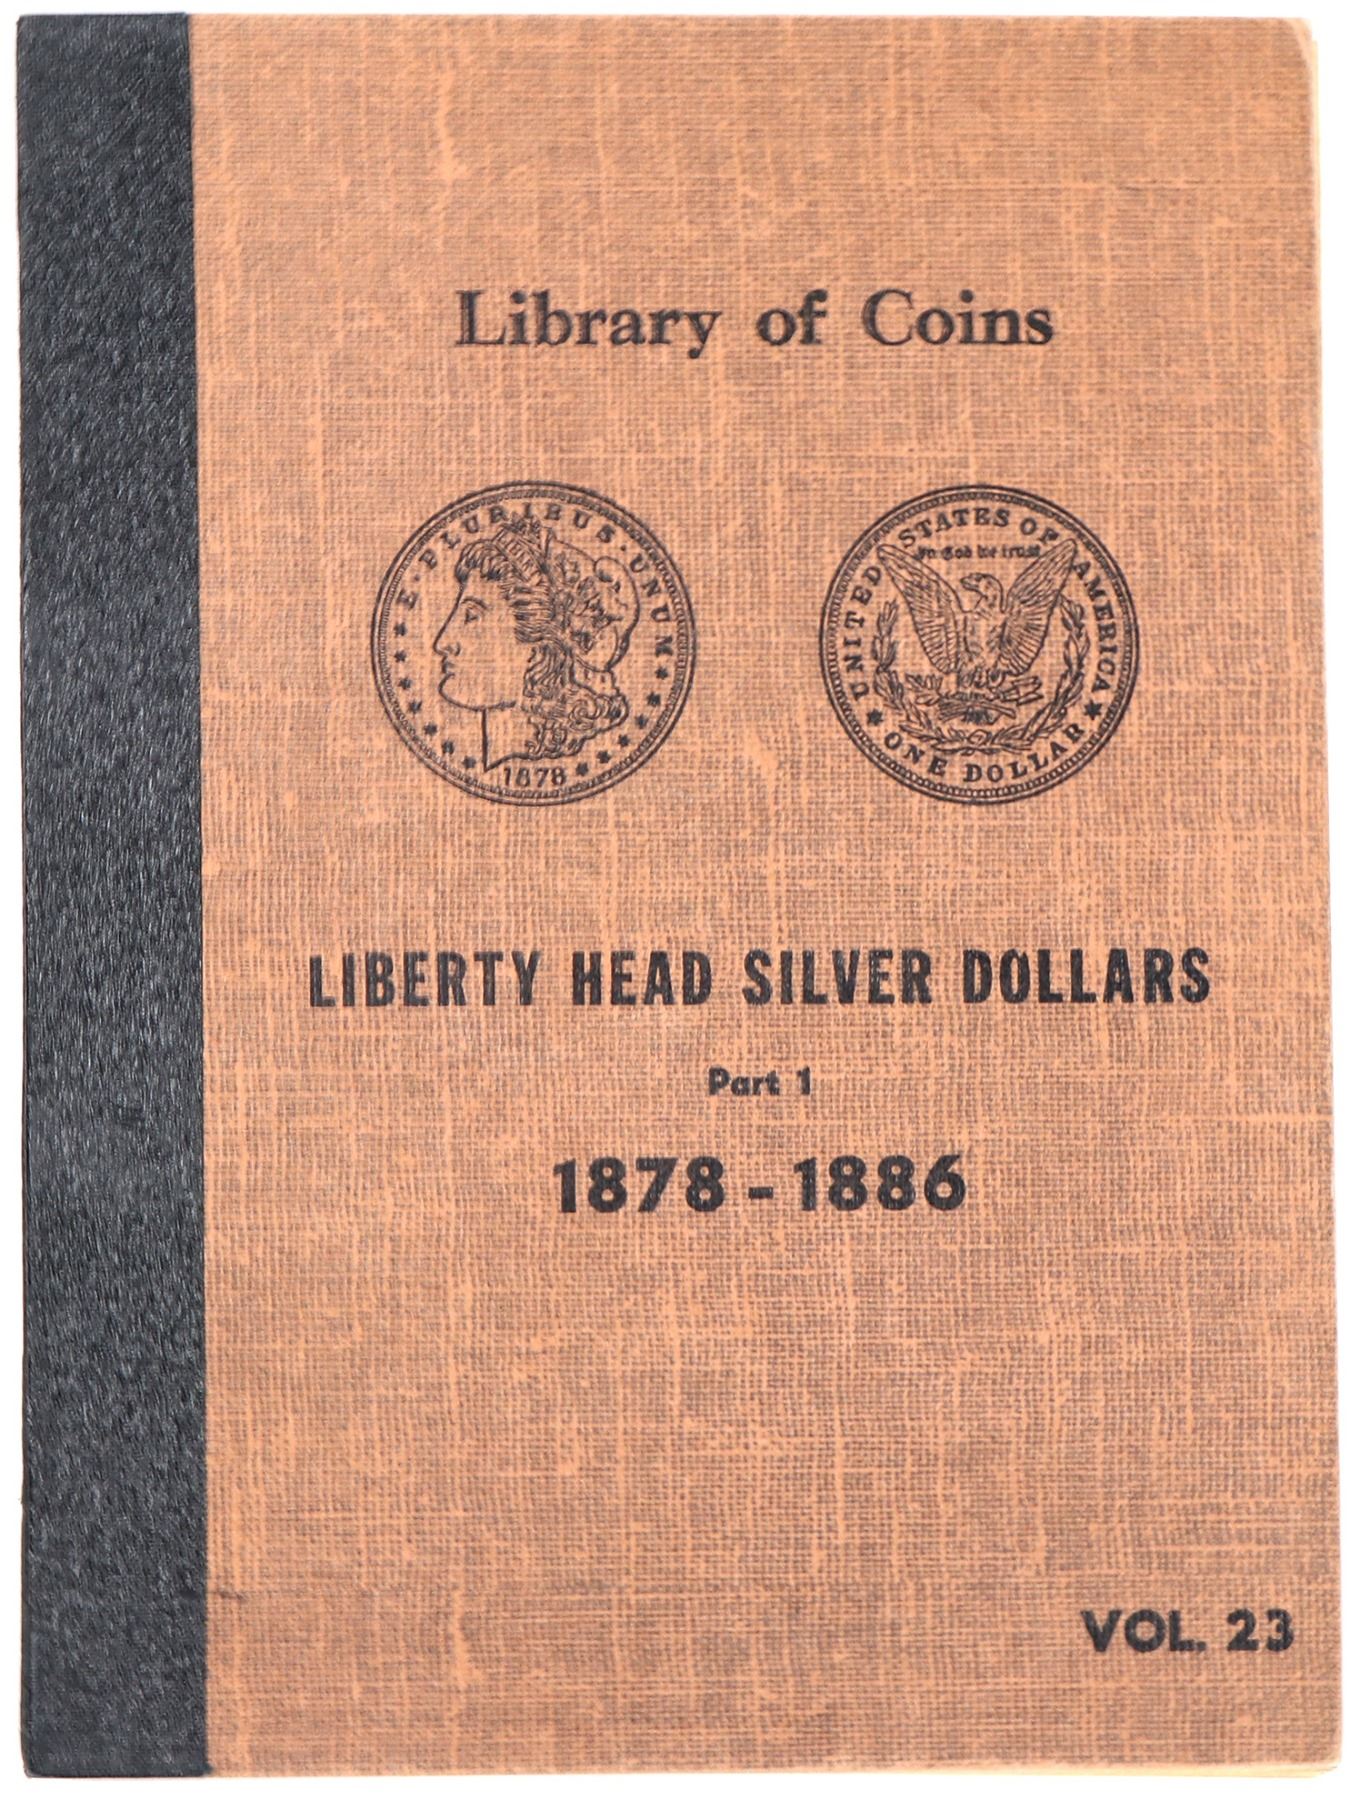 Library of Coins
E·PLURIBUS·UNUM
1878
UNITED STATES OF AMERICA
In God we trust
ONE DOLLAR
LIBERTY HEAD SILVER DOLLARS
Part 1
1878-1886
VOL. 23